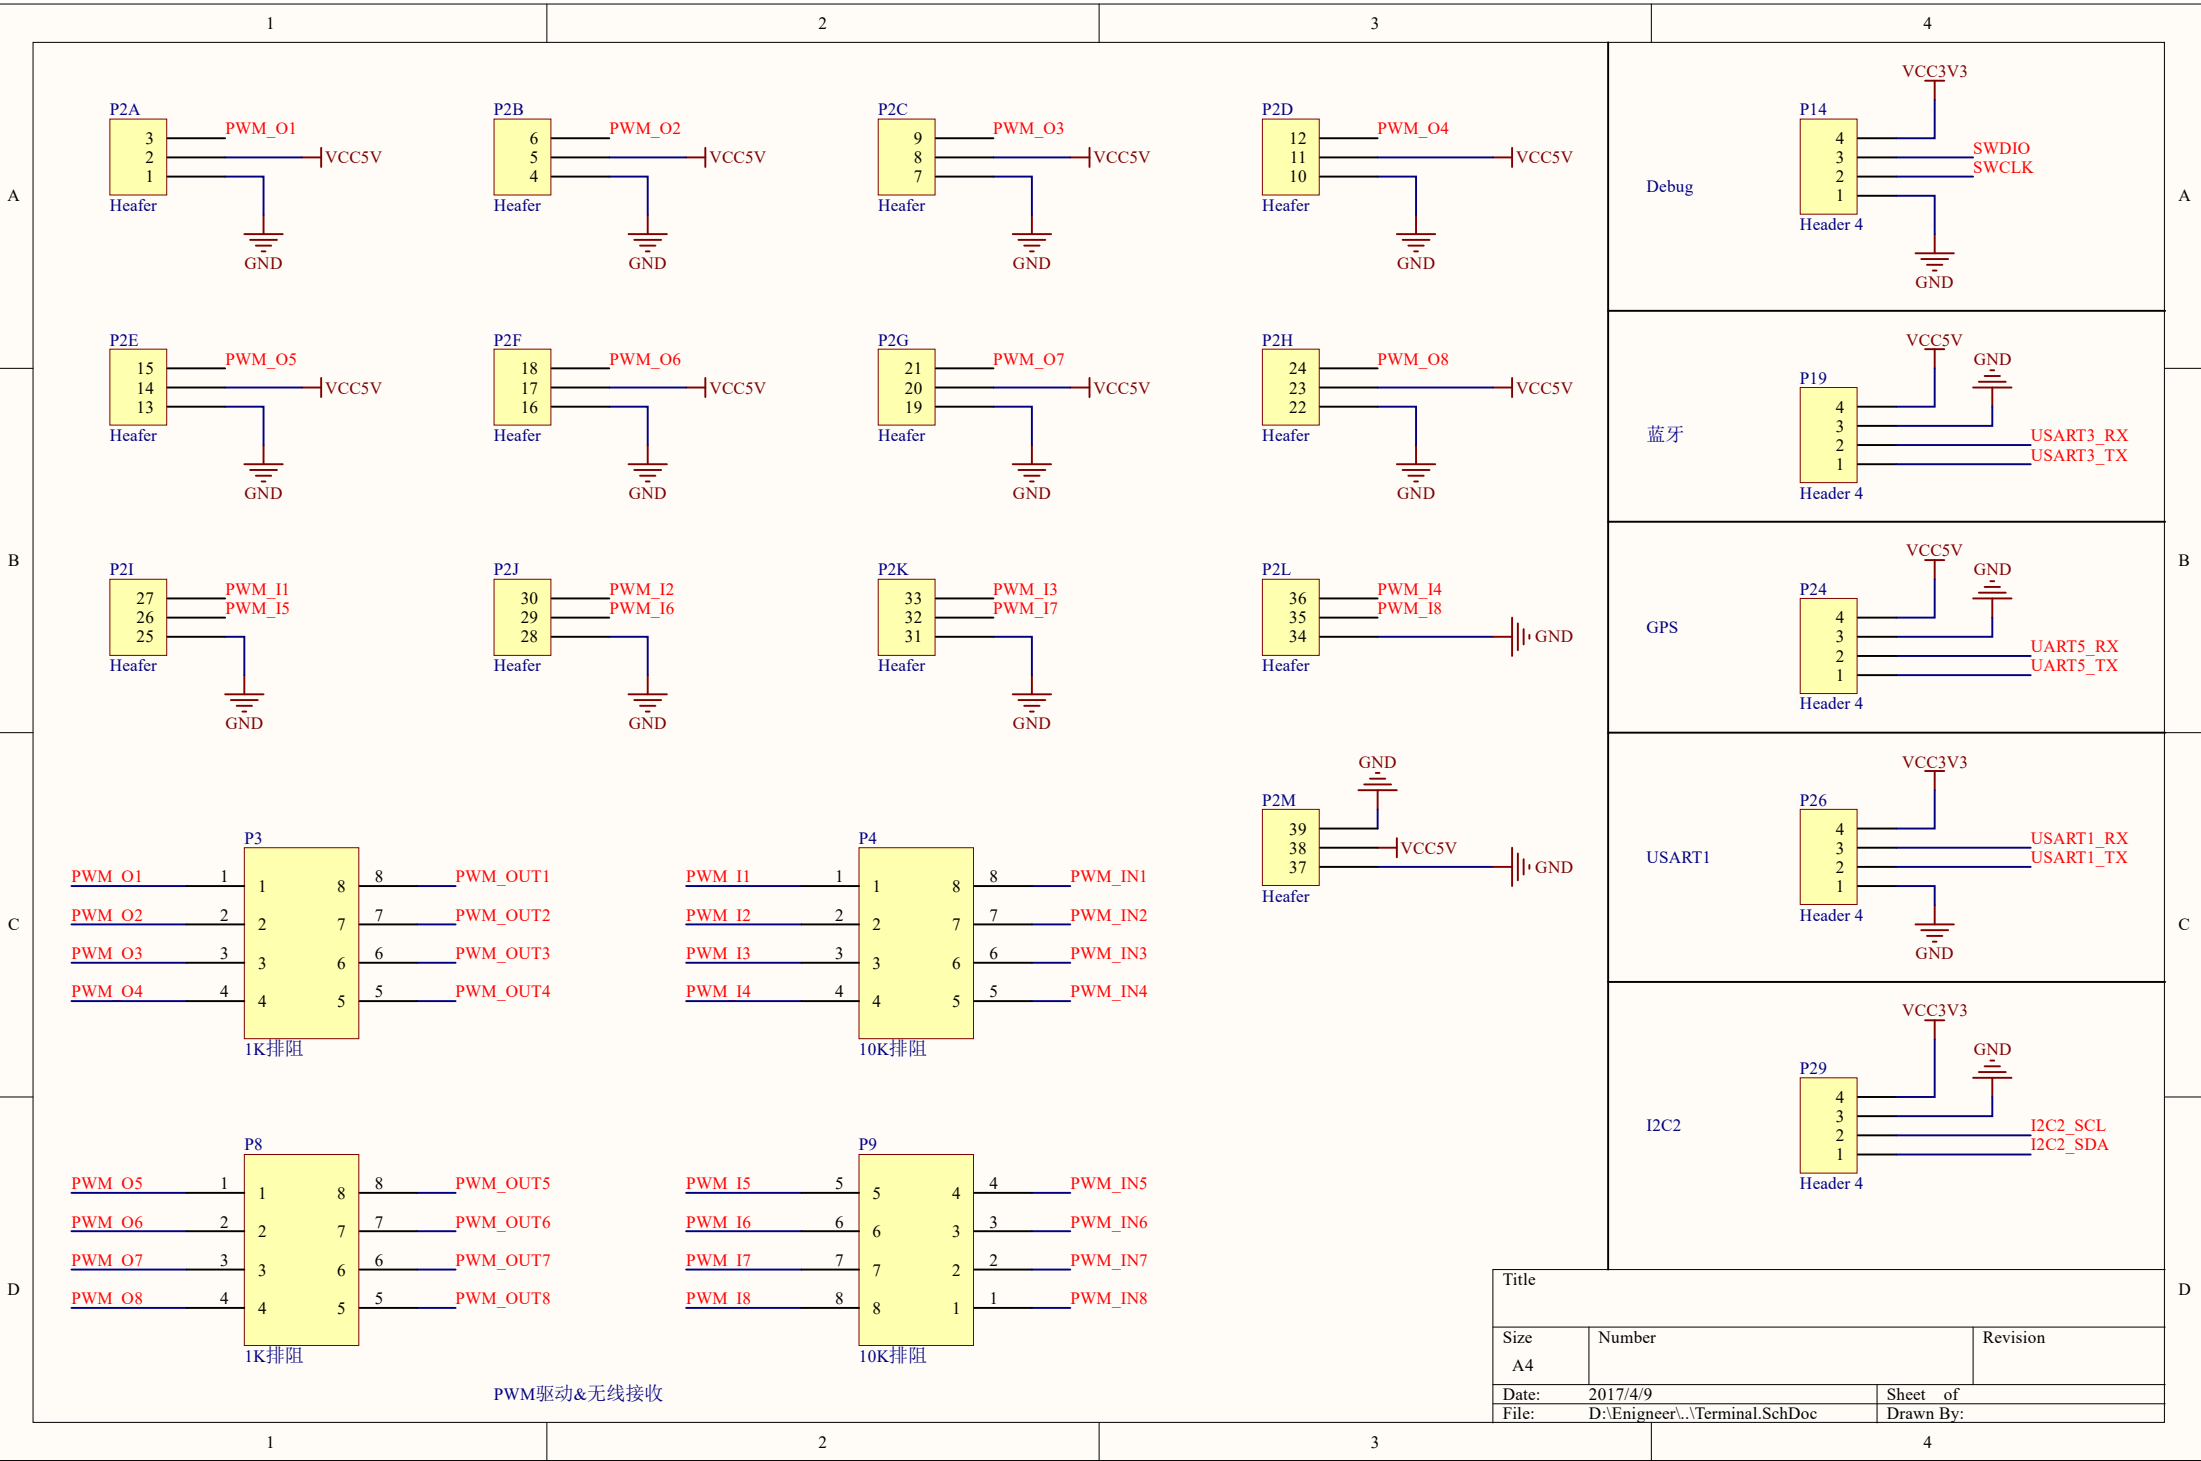 1 2 3 4
A
A
P2A
3 PWM_O1
2 VCC5V
1
Heafer
GND
P2B
6 PWM_O2
5 VCC5V
4
Heafer
GND
P2C
9 PWM_O3
8 VCC5V
7
Heafer
GND
P2D
12 PWM_O4
11 VCC5V
10
Heafer
GND
Debug
VCC3V3
P14
4
3 SWDIO
2 SWCLK
1
Header 4
GND
P2E
15 PWM_O5
14 VCC5V
13
Heafer
GND
P2F
18 PWM_O6
17 VCC5V
16
Heafer
GND
P2G
21 PWM_O7
20 VCC5V
19
Heafer
GND
P2H
24 PWM_O8
23 VCC5V
22
Heafer
GND
蓝牙
VCC5V
GND
P19
4
3
2 USART3_RX
1 USART3_TX
Header 4
B
B
P2I
27 PWM_I1
26 PWM_I5
25
Heafer
GND
P2J
30 PWM_I2
29 PWM_I6
28
Heafer
GND
P2K
33 PWM_I3
32 PWM_I7
31
Heafer
GND
P2L
36 PWM_I4
35 PWM_I8
34 GND
Heafer
GPS
VCC5V
GND
P24
4
3
2 UART5_RX
1 UART5_TX
Header 4
GND
P2M
39
38 VCC5V
37 GND
Heafer
USART1
VCC3V3
P26
4
3 USART1_RX
2 USART1_TX
1
Header 4
GND
C
C
P3
PWM_O1 1 1 8 8 PWM_OUT1
PWM_O2 2 2 7 7 PWM_OUT2
PWM_O3 3 3 6 6 PWM_OUT3
PWM_O4 4 4 5 5 PWM_OUT4
1K排阻
P4
PWM_I1 1 1 8 8 PWM_IN1
PWM_I2 2 2 7 7 PWM_IN2
PWM_I3 3 3 6 6 PWM_IN3
PWM_I4 4 4 5 5 PWM_IN4
10K排阻
I2C2
VCC3V3
GND
P29
4
3
2 I2C2_SCL
1 I2C2_SDA
Header 4
D
D
P8
PWM_O5 1 1 8 8 PWM_OUT5
PWM_O6 2 2 7 7 PWM_OUT6
PWM_O7 3 3 6 6 PWM_OUT7
PWM_O8 4 4 5 5 PWM_OUT8
1K排阻
P9
PWM_I5 5 5 4 4 PWM_IN5
PWM_I6 6 6 3 3 PWM_IN6
PWM_I7 7 7 2 2 PWM_IN7
PWM_I8 8 8 1 1 PWM_IN8
10K排阻
PWM驱动&无线接收
Title
Size Number Revision
A4
Date: 2017/4/9 Sheet of
File: D:\Enigneer\..\Terminal.SchDoc Drawn By:
1 2 3 4